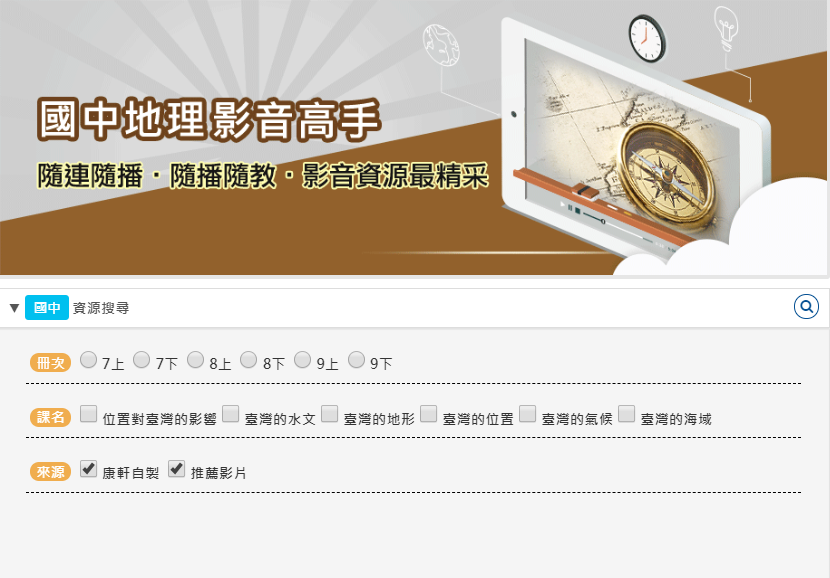 國中地理 影音高手
隨連隨播．隨播隨教．影音資源最精采
▼ 國中 資源搜尋
冊次 7上 7下 8上 8下 9上 9下
課名 位置對臺灣的影響 臺灣的水文 臺灣的地形 臺灣的位置 臺灣的氣候 臺灣的海域
來源 康軒自製 推薦影片